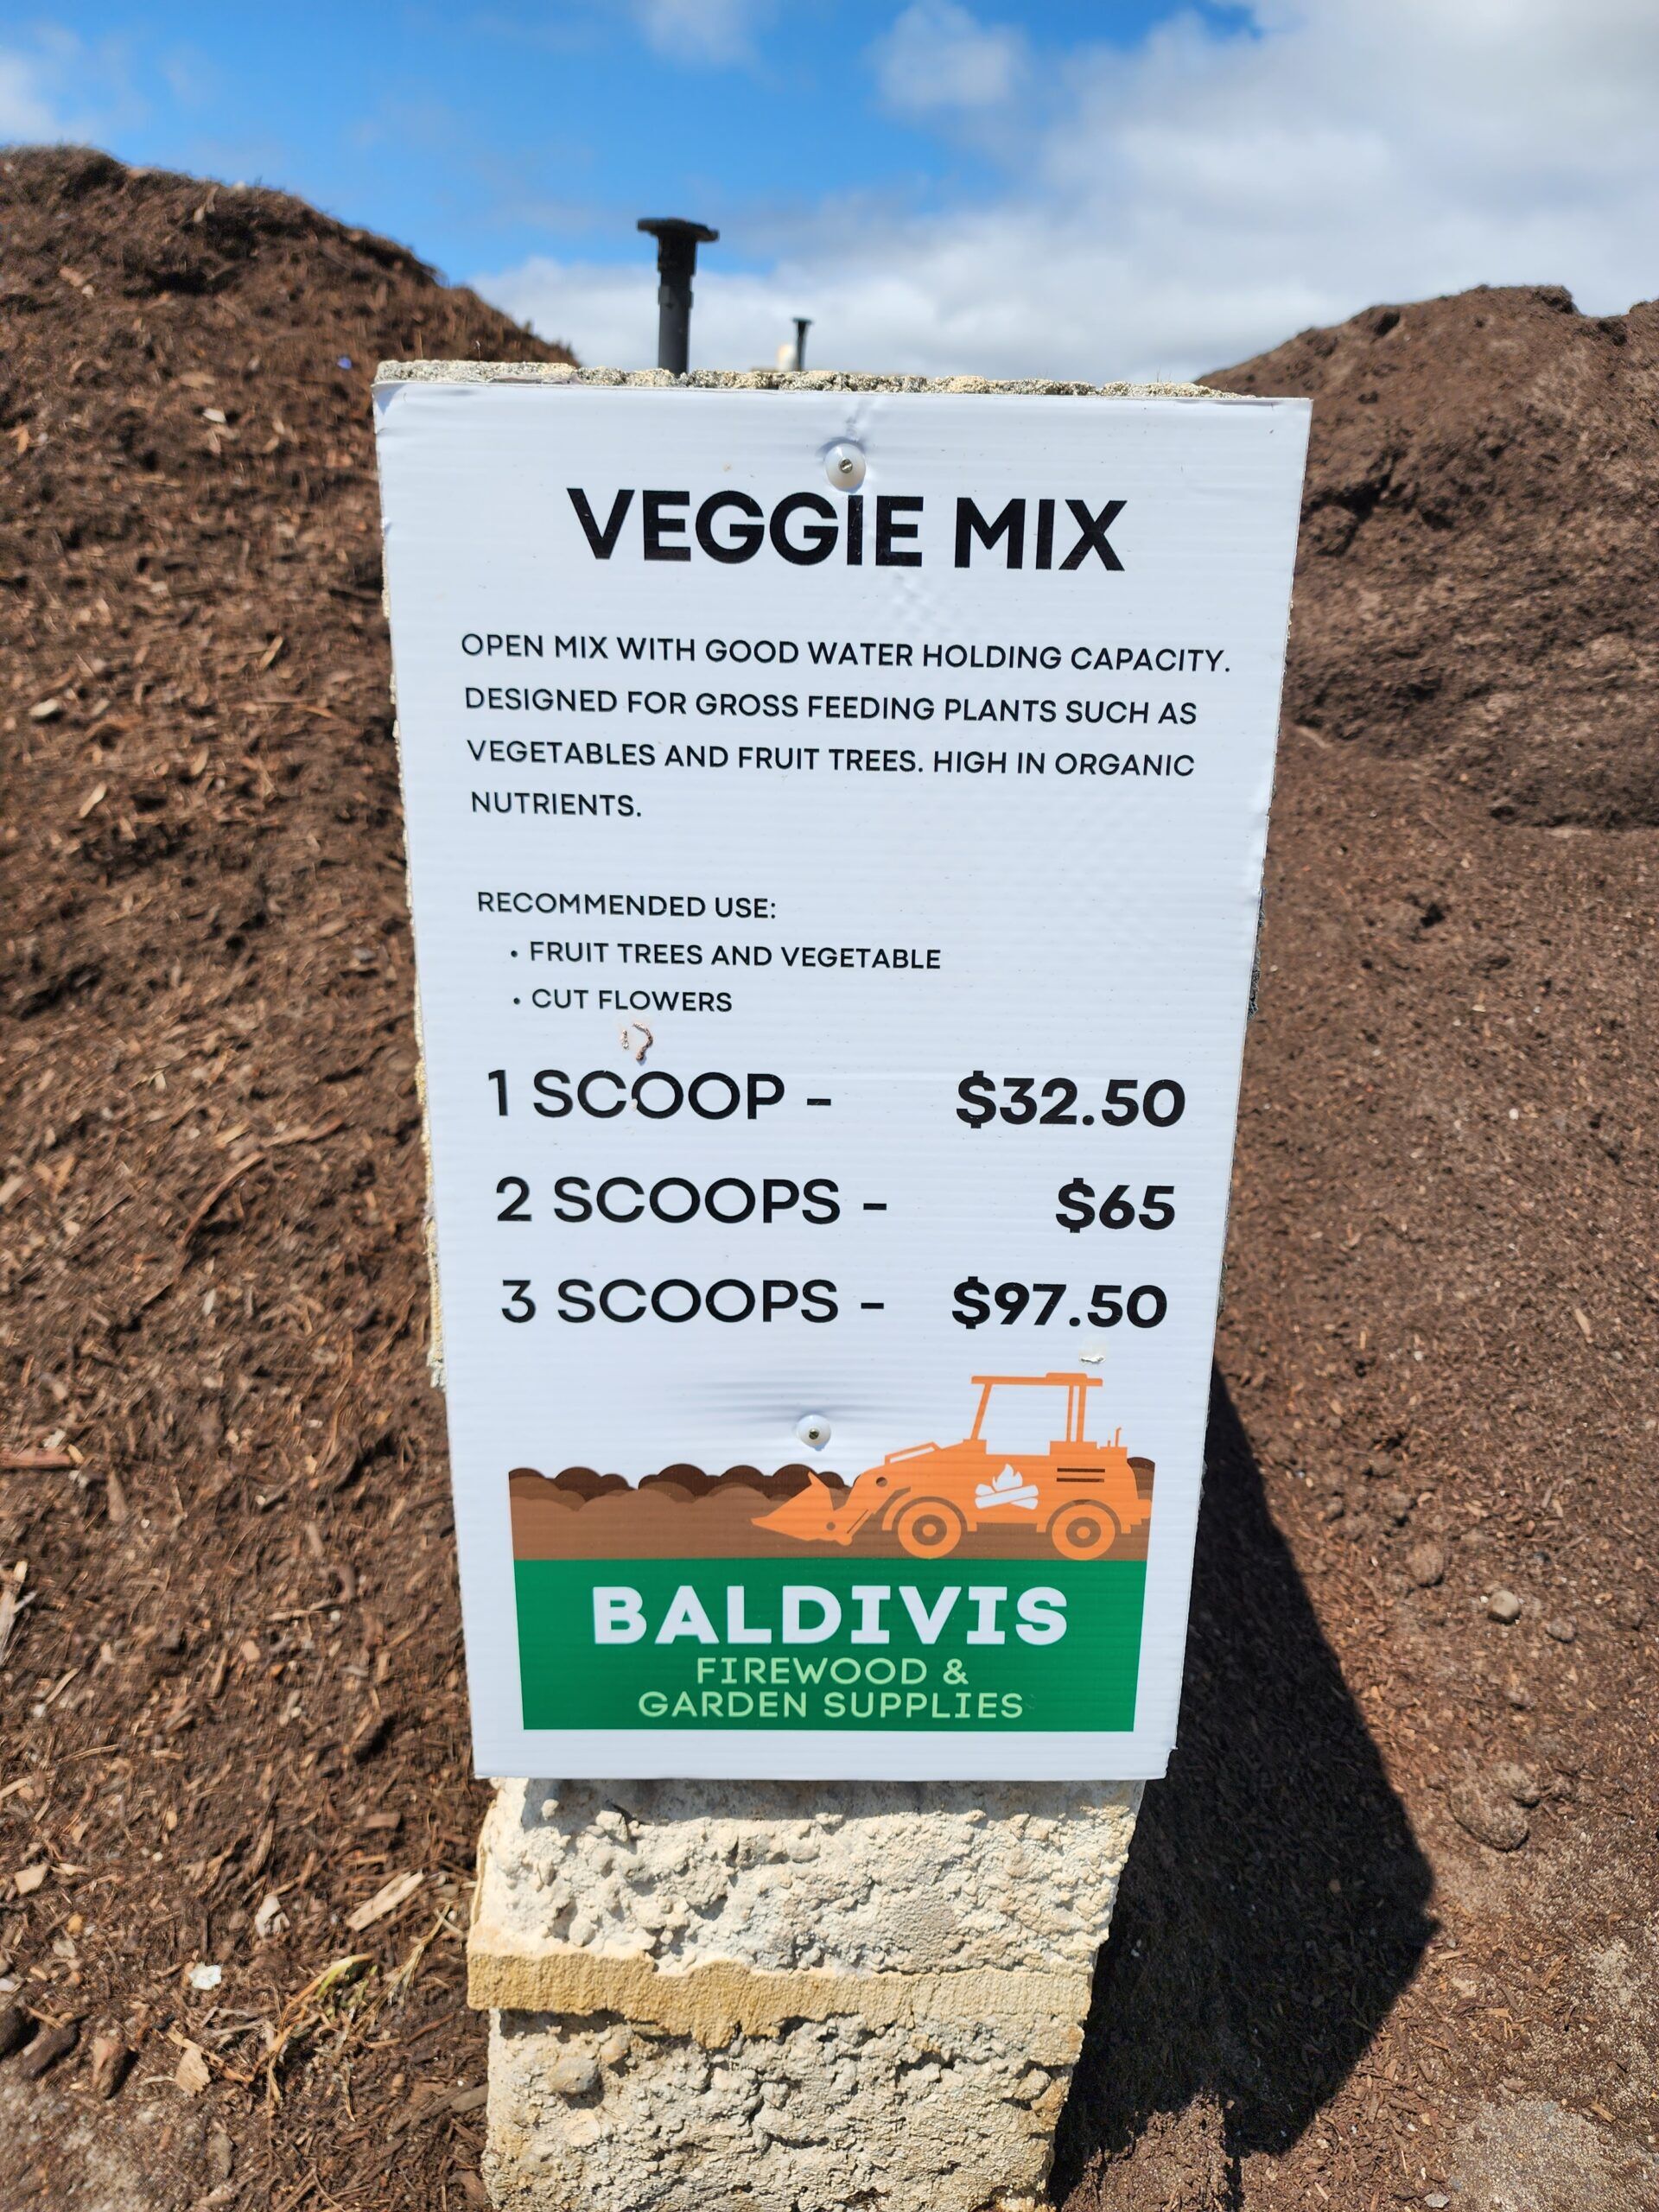 VEGGIE MIX
OPEN MIX WITH GOOD WATER HOLDING CAPACITY.
DESIGNED FOR GROSS FEEDING PLANTS SUCH AS
VEGETABLES AND FRUIT TREES. HIGH IN ORGANIC
NUTRIENTS.
RECOMMENDED USE:
• FRUIT TREES AND VEGETABLE
• CUT FLOWERS
1 SCOOP - $32.50
2 SCOOPS - $65
3 SCOOPS - $97.50
BALDIVIS
FIREWOOD &
GARDEN SUPPLIES